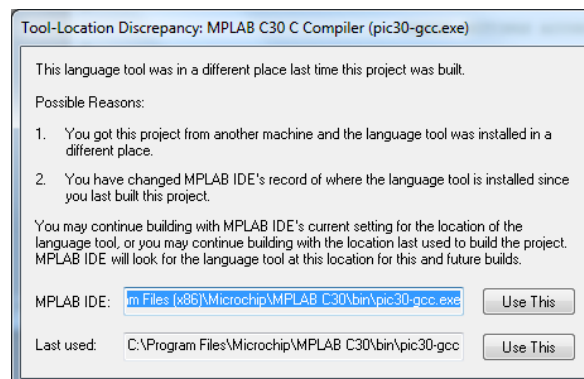 Tool-Location Discrepancy: MPLAB C30 C Compiler (pic30-gcc.exe)
This language tool was in a different place last time this project was built.
Possible Reasons:
1. You got this project from another machine and the language tool was installed in a
different place.
2. You have changed MPLAB IDE's record of where the language tool is installed since
you last built this project.
You may continue building with MPLAB IDE's current setting for the location of the
language tool, or you may continue building with the location last used to build the project.
MPLAB IDE will look for the language tool at this location for this and future builds.
MPLAB IDE: m Files (x86)\Microchip\MPLAB C30\bin\pic30-gcc.exe Use This
Last used: C:\Program Files\Microchip\MPLAB C30\bin\pic30-gcc Use This